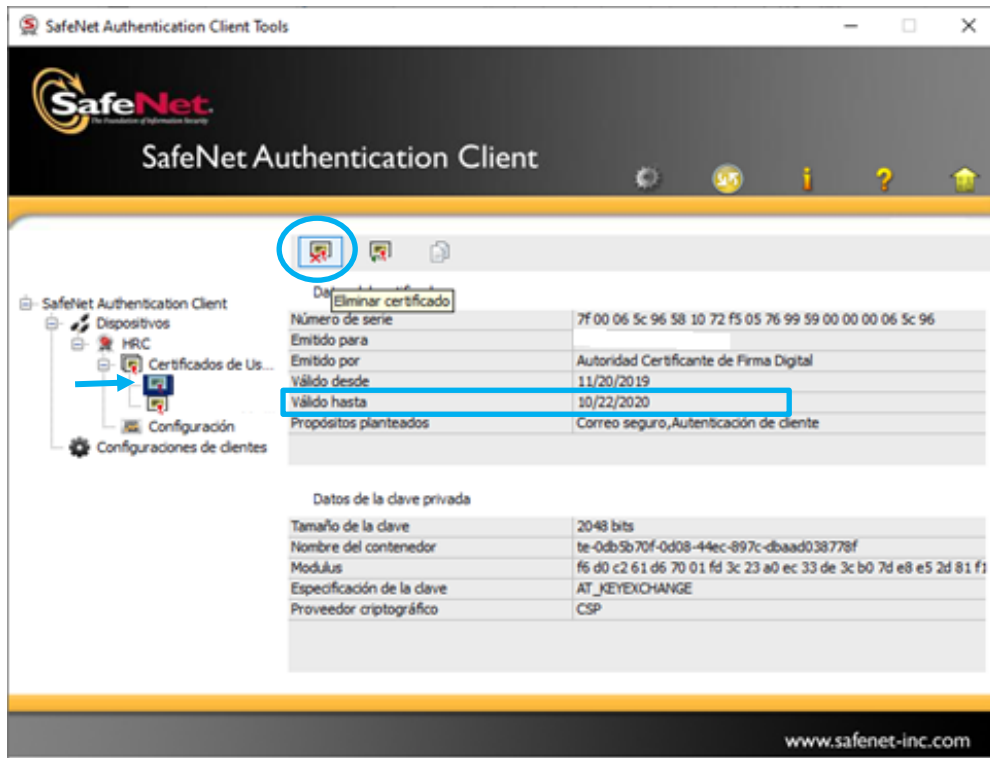 SafeNet Authentication Client Tools
SafeNet.
The Foundation of Information Security
SafeNet Authentication Client
Eliminar certificado
SafeNet Authentication Client
Dispositivos
HRC
Certificados de Us...
Configuración
Configuraciones de clientes
Número de serie 7f 00 06 5c 96 58 10 72 f5 05 76 99 59 00 00 00 06 5c 96
Emitido para
Emitido por Autoridad Certificante de Firma Digital
Válido desde 11/20/2019
Válido hasta 10/22/2020
Propósitos planteados Correo seguro,Autenticación de cliente
Datos de la clave privada
Tamaño de la clave 2048 bits
Nombre del contenedor te-0db5b70f-0d08-44ec-897c-dbaad038778f
Modulus f6 d0 c2 61 d6 70 01 fd 3c 23 a0 ec 33 de 3c b0 7d e8 e5 2d 81 f1
Especificación de la clave AT_KEYEXCHANGE
Proveedor criptográfico CSP
www.safenet-inc.com